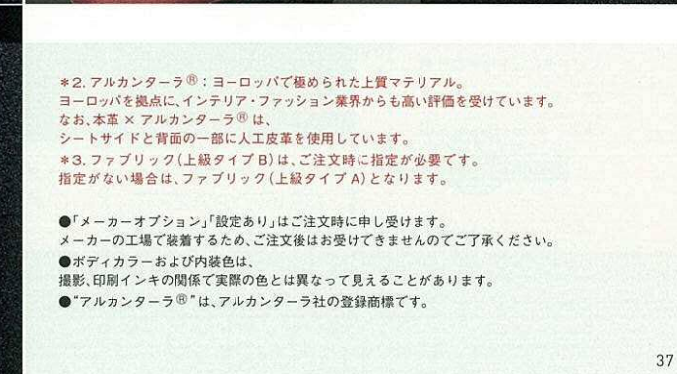 *2. アルカンターラ®：ヨーロッパで極められた上質マテリアル。
ヨーロッパを拠点に、インテリア・ファッション業界からも高い評価を受けています。
なお、本革 × アルカンターラ® は、
シートサイドと背面の一部に人工皮革を使用しています。
*3. ファブリック（上級タイプ B）は、ご注文時に指定が必要です。
指定がない場合は、ファブリック（上級タイプ A）となります。
●「メーカーオプション」「設定あり」はご注文時に申し受けます。
メーカーの工場で装着するため、ご注文後はお受けできませんのでご了承ください。
●ボディカラーおよび内装色は、
撮影、印刷インキの関係で実際の色とは異なって見えることがあります。
●“アルカンターラ®”は、アルカンターラ社の登録商標です。
37